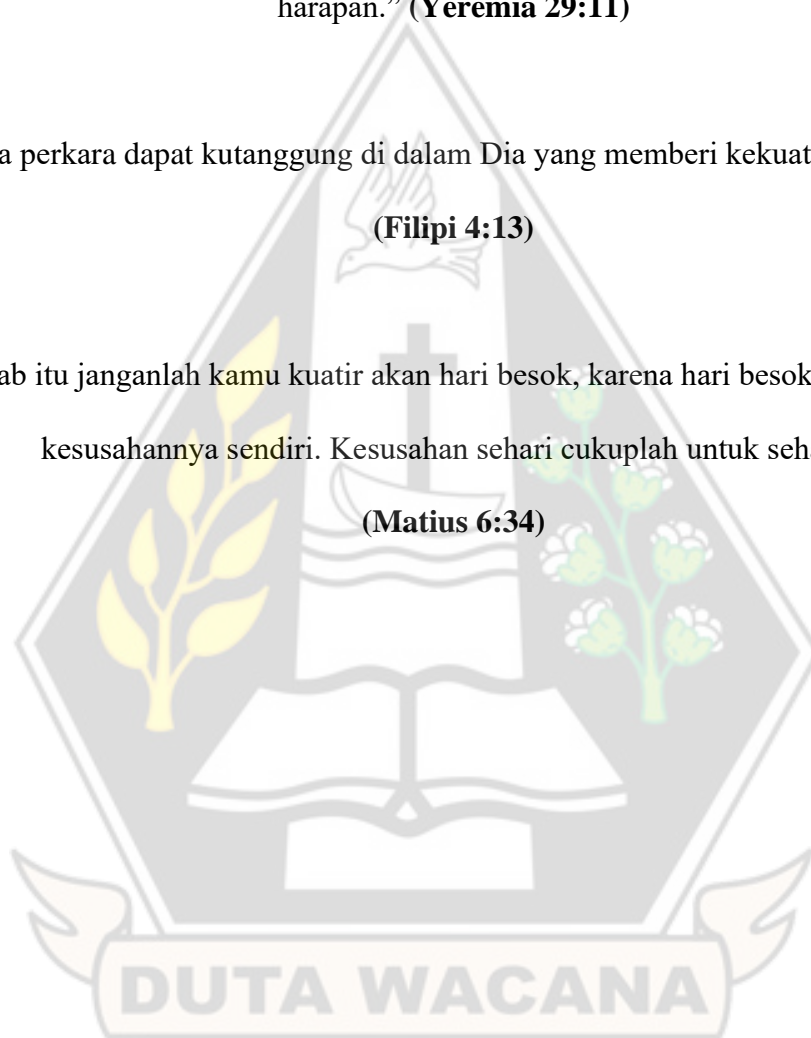 harapan.” (Yeremia 29:11)
a perkara dapat kutanggung di dalam Dia yang memberi kekuat
(Filipi 4:13)
ab itu janganlah kamu kuatir akan hari besok, karena hari besok
kesusahannya sendiri. Kesusahan sehari cukuplah untuk seh
(Matius 6:34)
DUTA WACANA